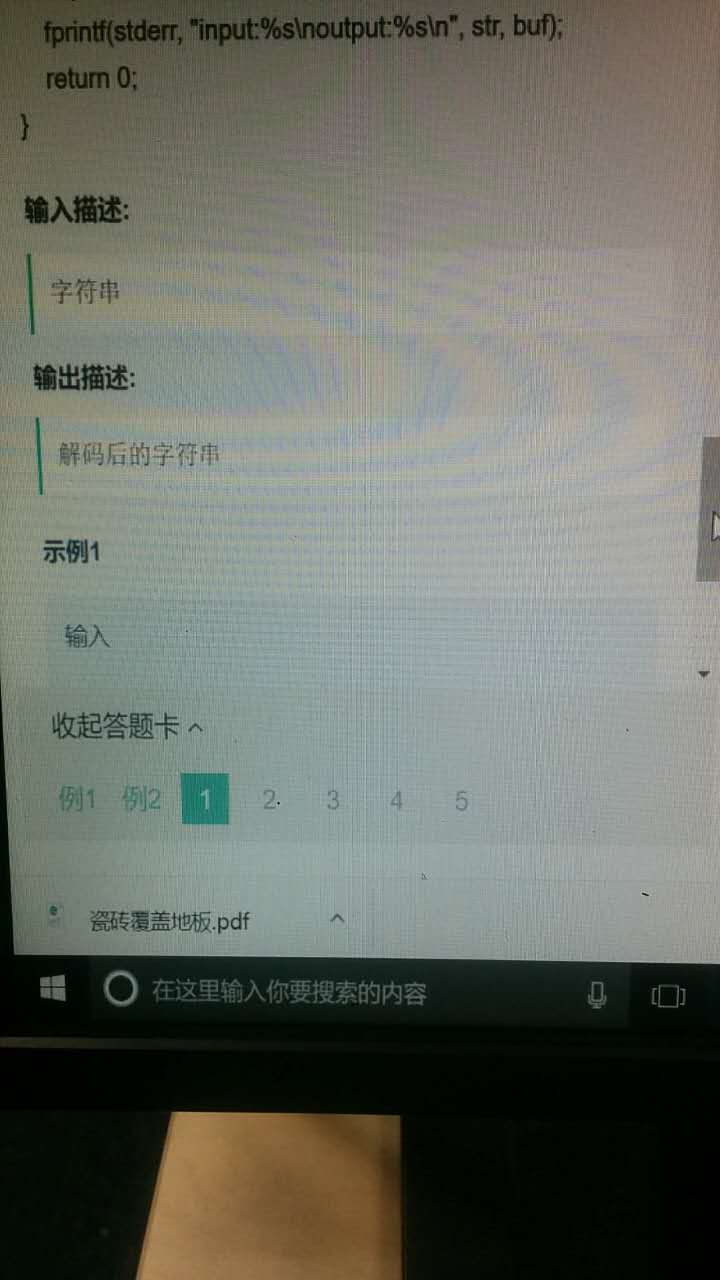 fprintf(stderr, "input:%s\noutput:%s\n", str, buf);
return 0;
}
输入描述:
字符串
输出描述:
解码后的字符串
示例1
输入
收起答题卡
例1 例2 1 2 3 4 5
瓷砖覆盖地板.pdf
在这里输入你要搜索的内容